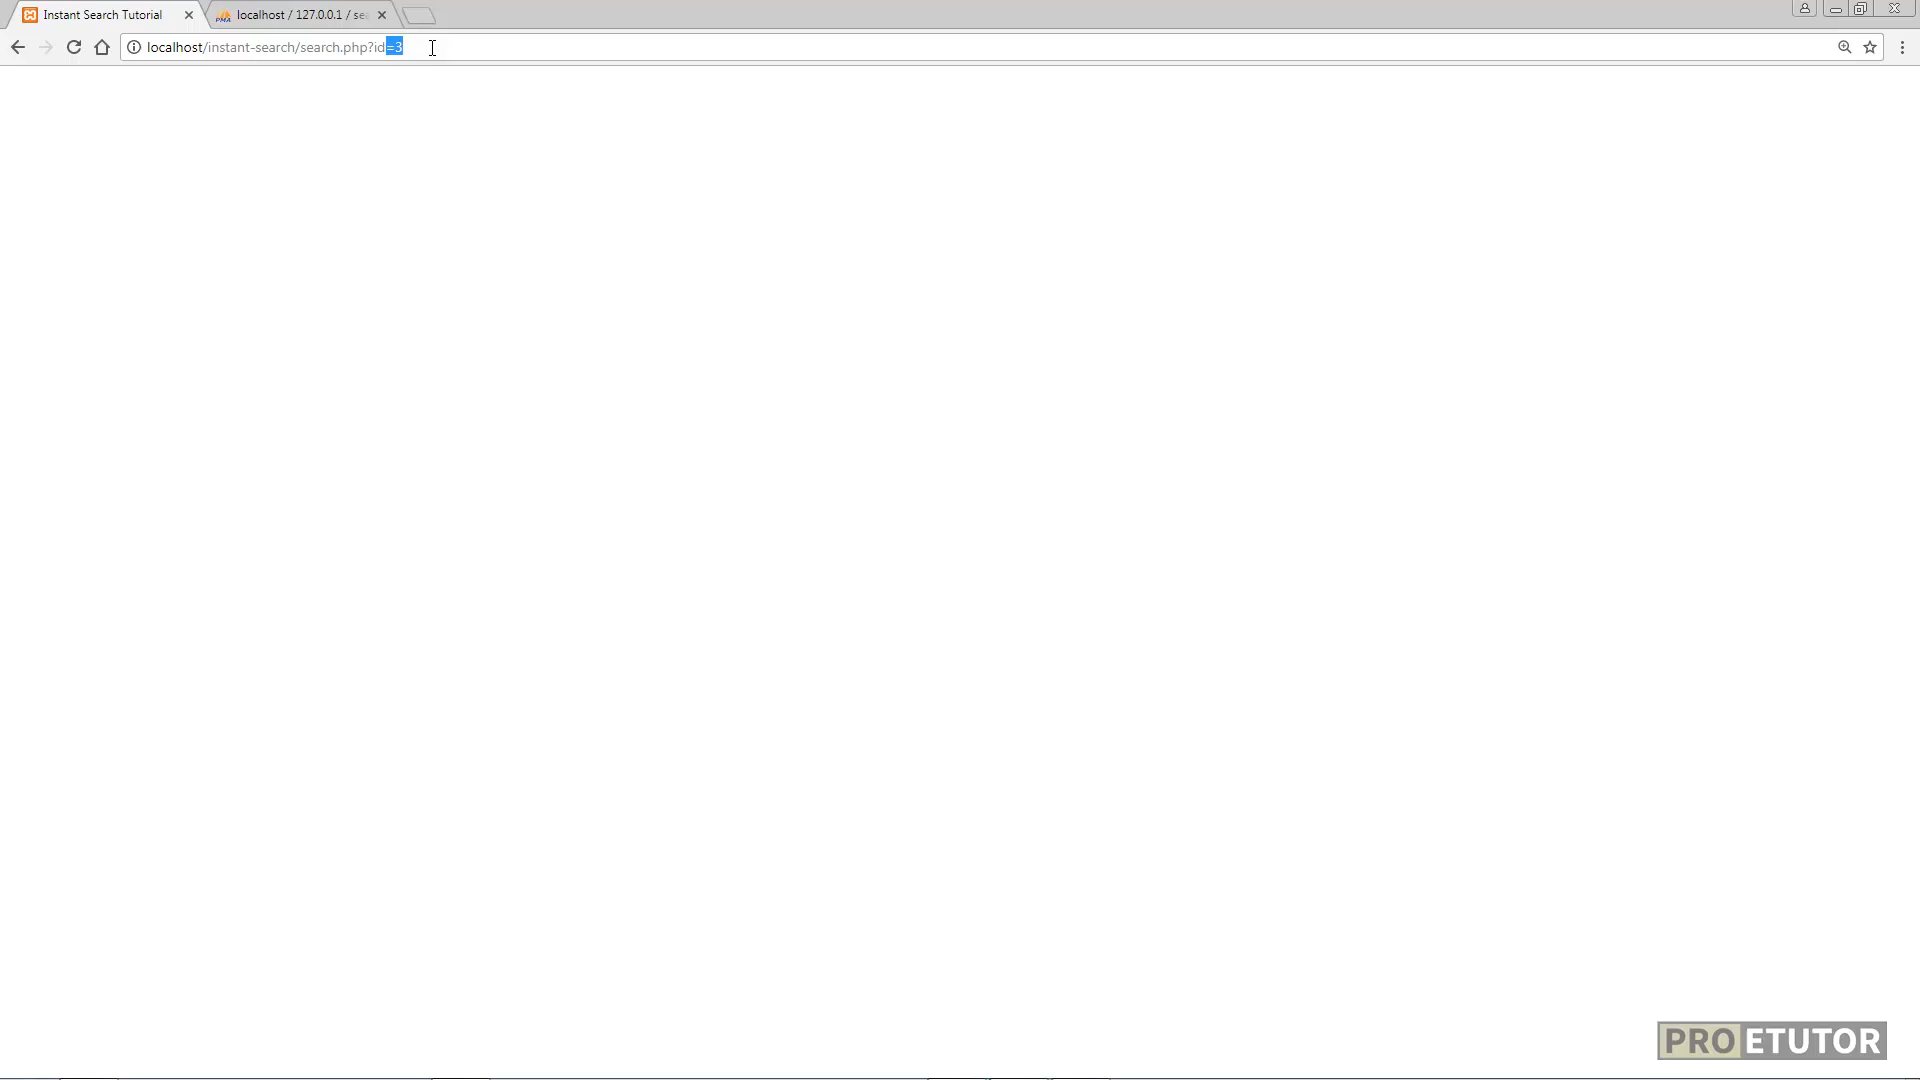 Instant Search Tutorial
localhost / 127.0.0.1 / se
localhost/instant-search/search.php?id=3
PROETUTOR